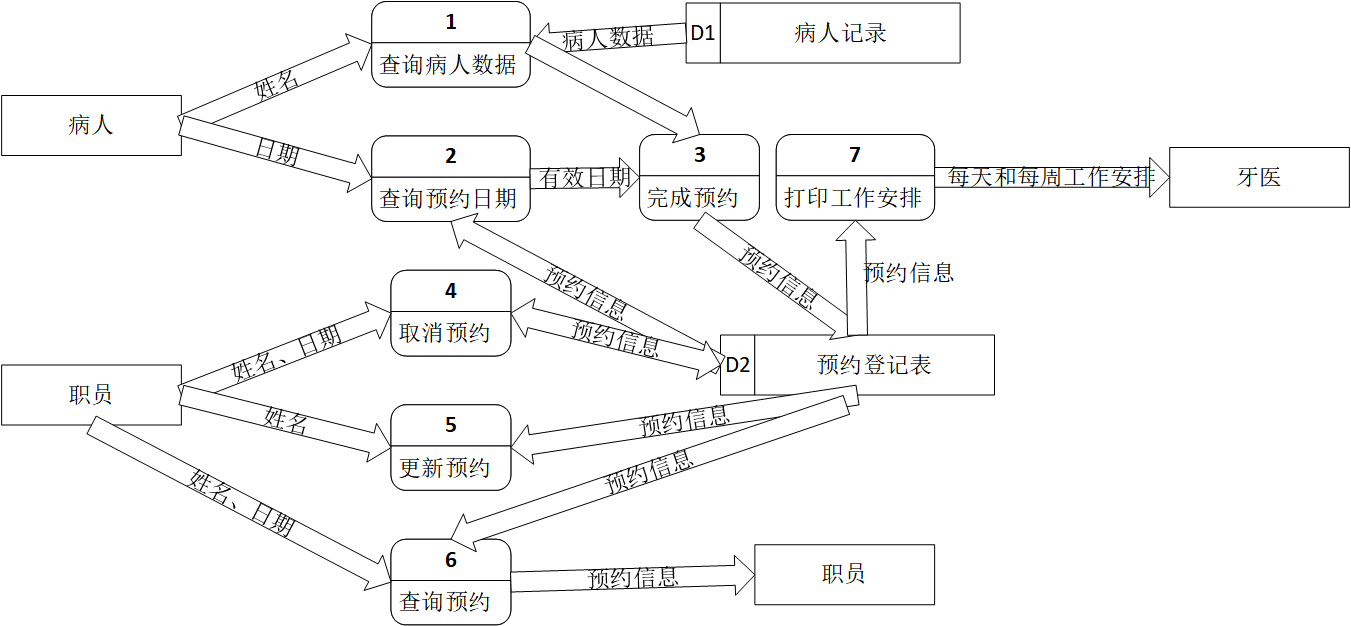 1
查询病人数据
病人数据
D1
病人记录
姓名
病人
日期
2
查询预约日期
有效日期
3
完成预约
7
打印工作安排
每天和每周工作安排
牙医
预约信息
预约信息
预约信息
4
取消预约
预约信息
姓名、日期
D2
预约登记表
职员
姓名
5
更新预约
预约信息
预约信息
姓名、日期
6
查询预约
预约信息
职员